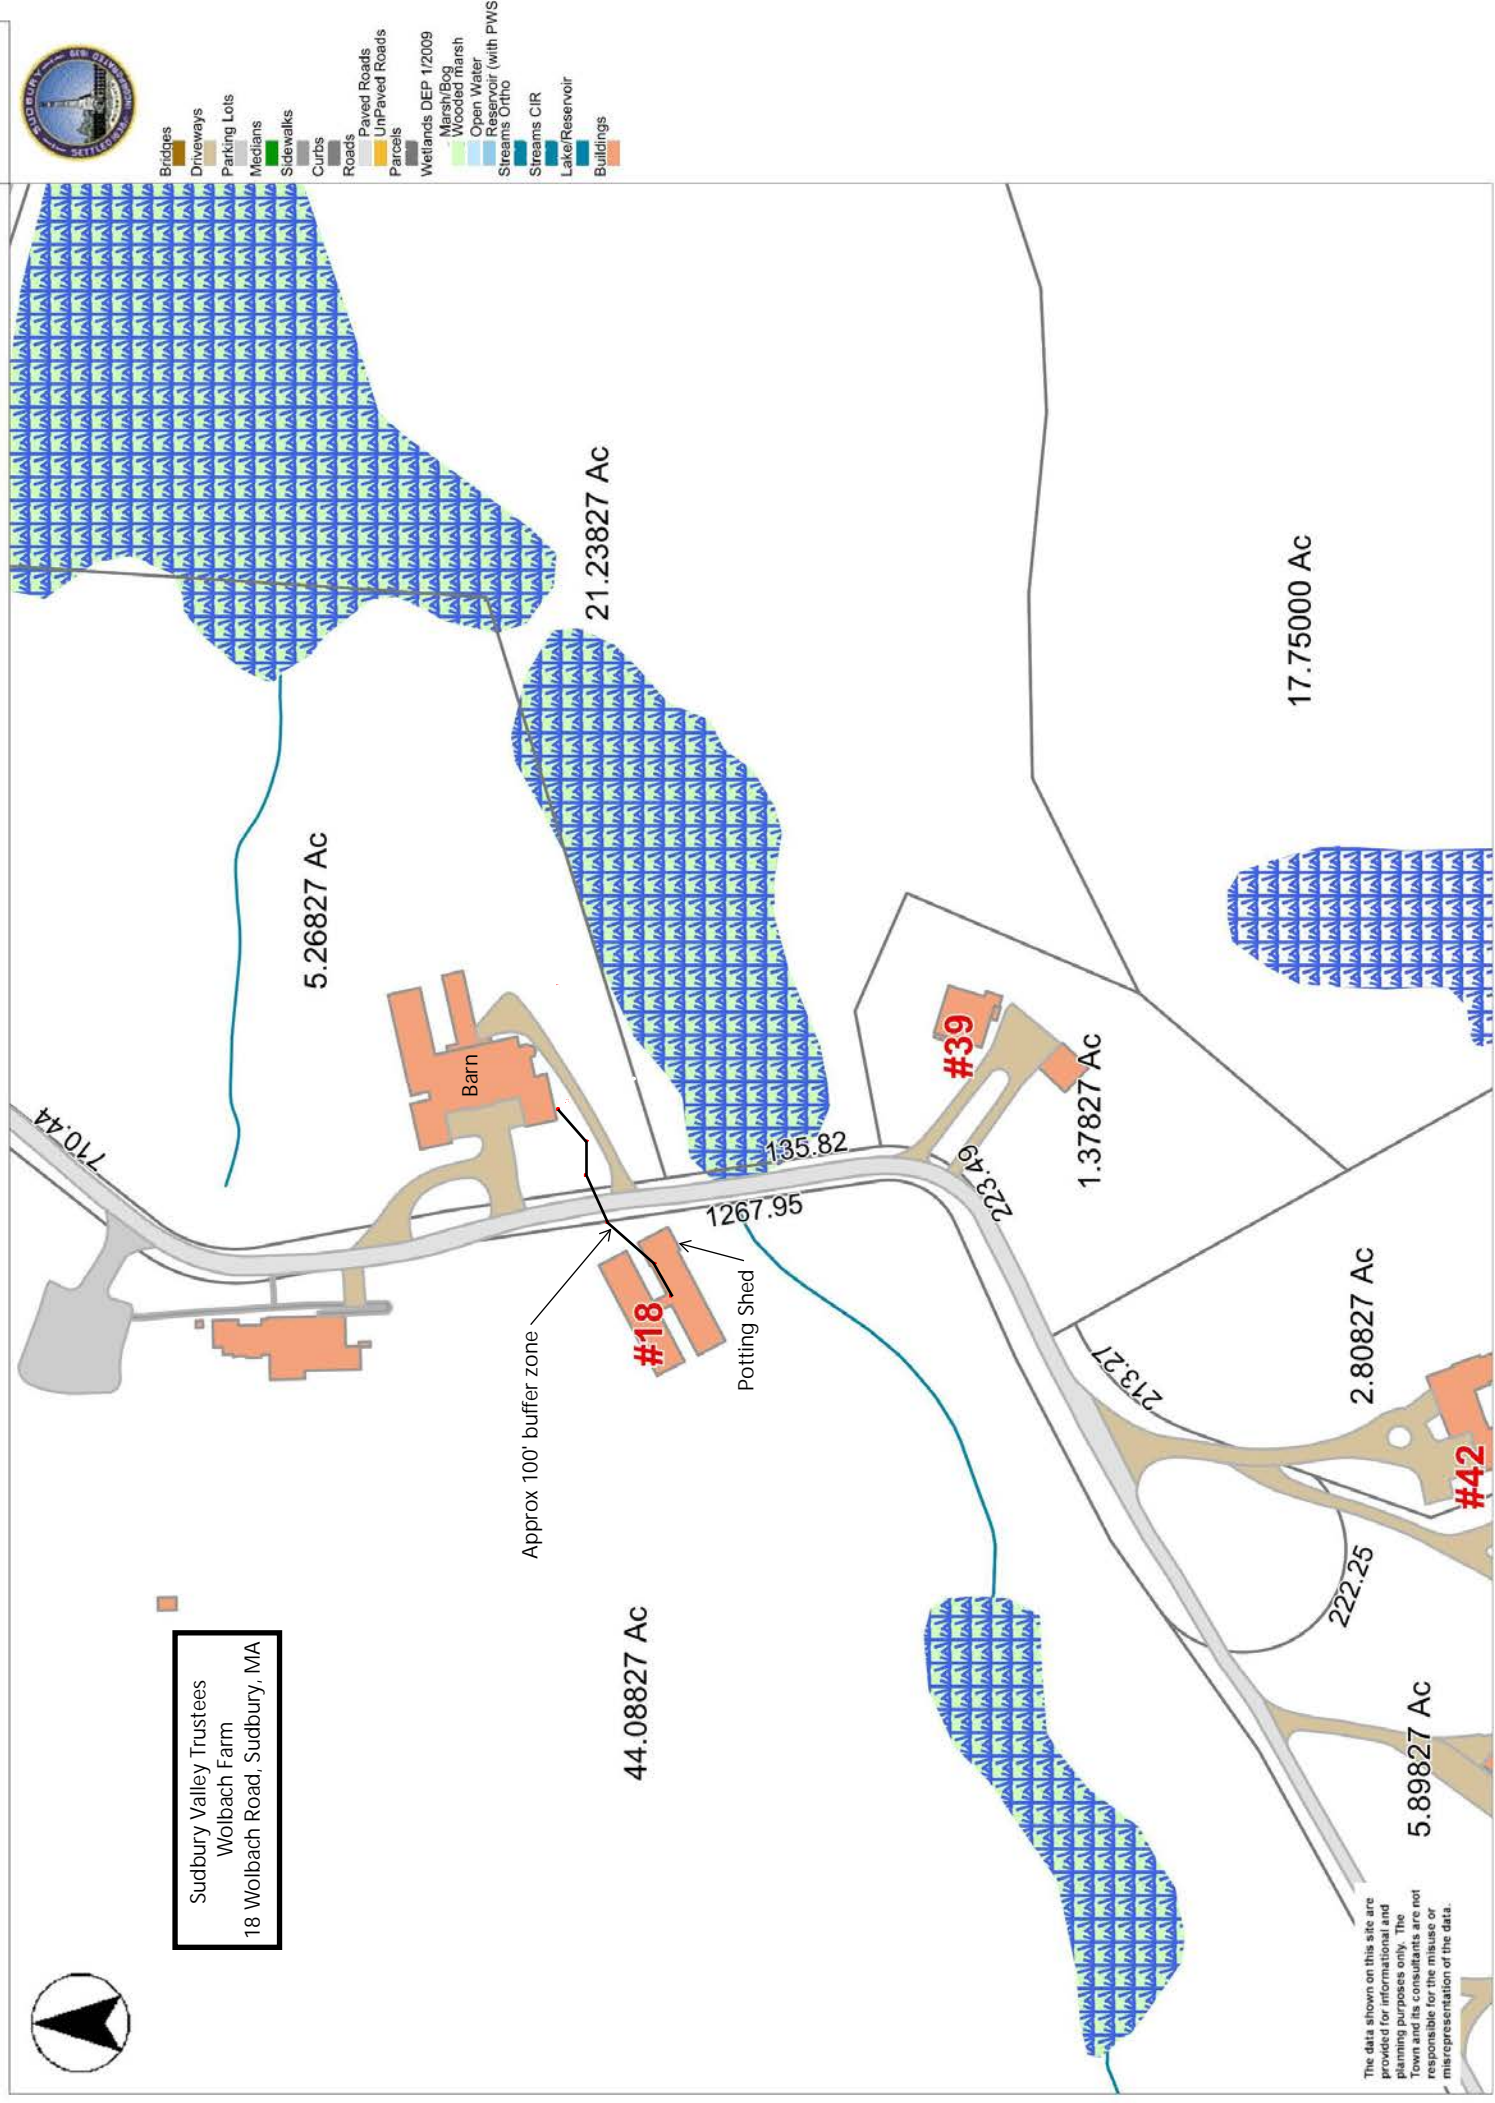 Sudbury Valley Trustees
Wolbach Farm
18 Wolbach Road, Sudbury, MA
710.44
5.26827 Ac
Barn
21.23827 Ac
Approx 100' buffer zone
#18
Potting Shed
1267.95
135.82
44.08827 Ac
#39
223.49
1.37827 Ac
17.75000 Ac
213.27
2.80827 Ac
#42
222.25
5.89827 Ac
The data shown on this site are
provided for informational and
planning purposes only. The
Town and its consultants are not
responsible for the misuse or
misrepresentation of the data.
SUDBURY
Bridges
Driveways
Parking Lots
Medians
Sidewalks
Curbs
Roads
Paved Roads
UnPaved Roads
Parcels
Wetlands DEP 1/2009
Marsh/Bog
Wooded marsh
Open Water
Reservoir (with PWS
Streams Ortho
Streams CIR
Lake/Reservoir
Buildings